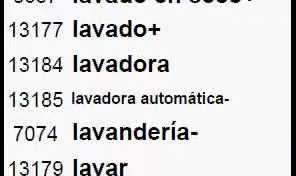 13177 lavado+
13184 lavadora
13185 lavadora automática-
7074 lavandería-
13179 lavar